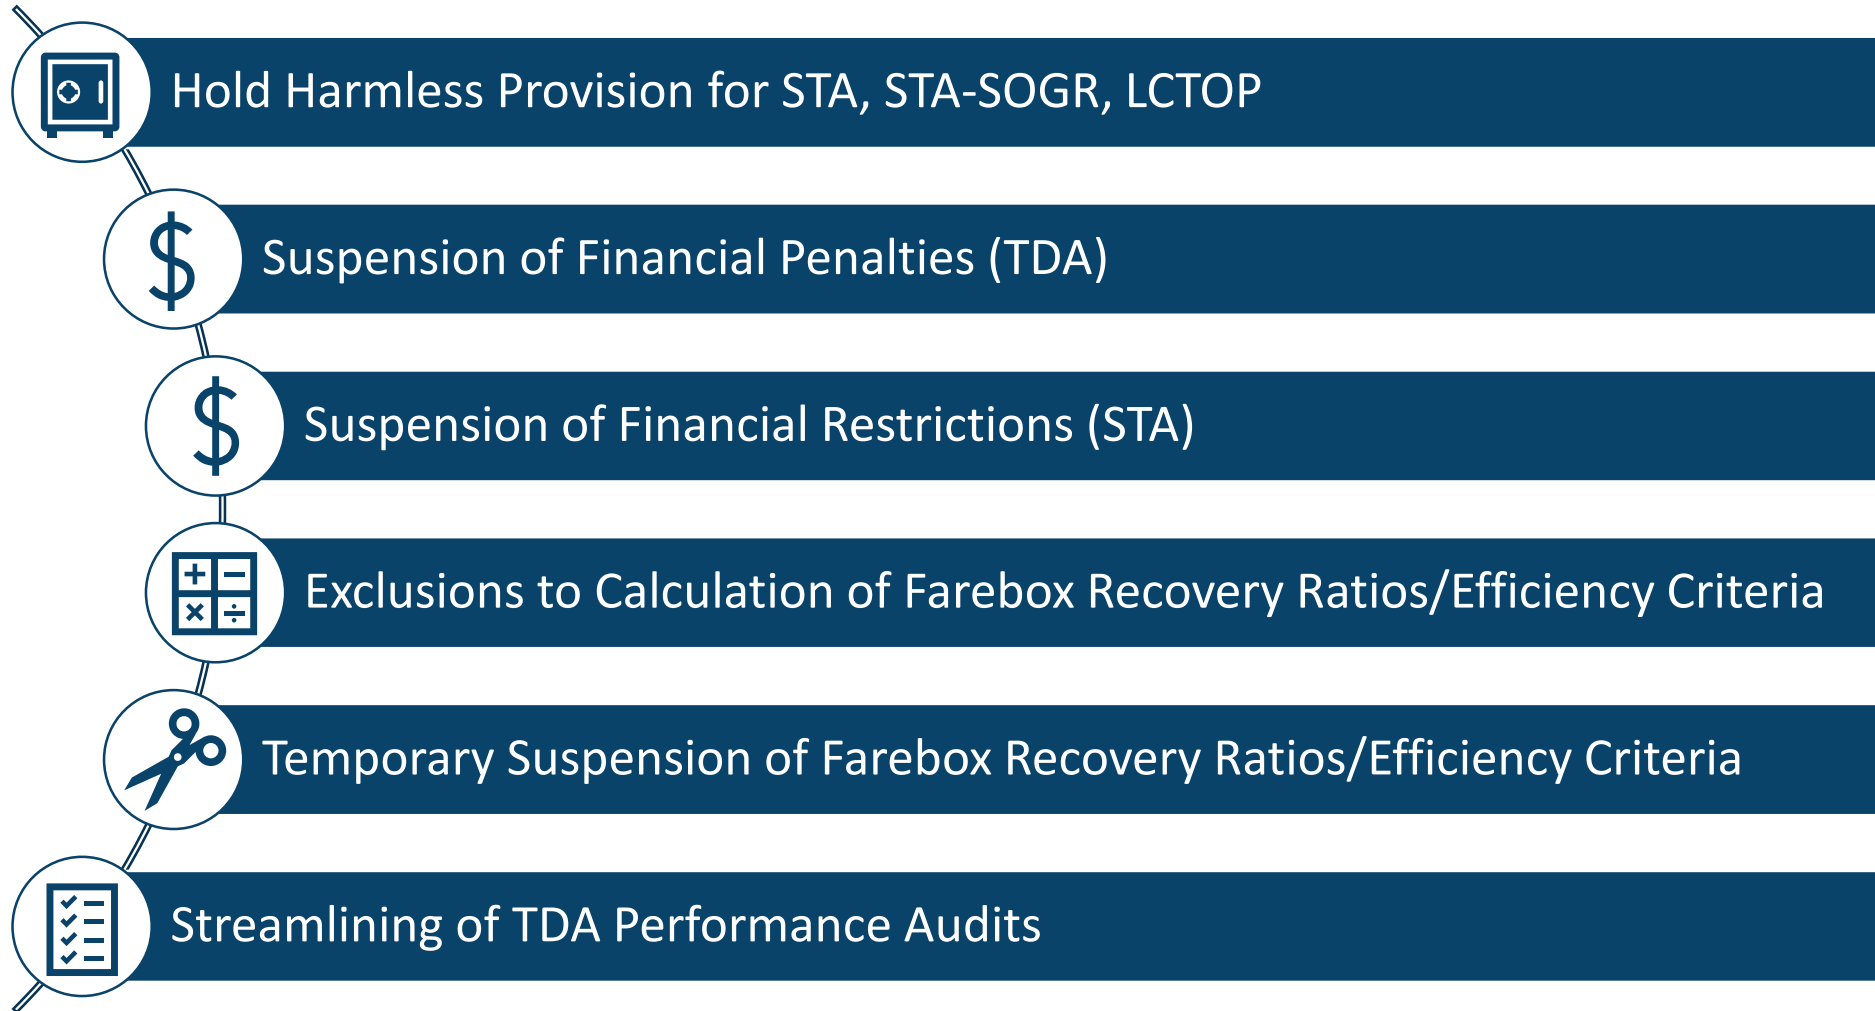 Hold Harmless Provision for STA, STA-SOGR, LCTOP
Suspension of Financial Penalties (TDA)
Suspension of Financial Restrictions (STA)
Exclusions to Calculation of Farebox Recovery Ratios/Efficiency Criteria
Temporary Suspension of Farebox Recovery Ratios/Efficiency Criteria
Streamlining of TDA Performance Audits